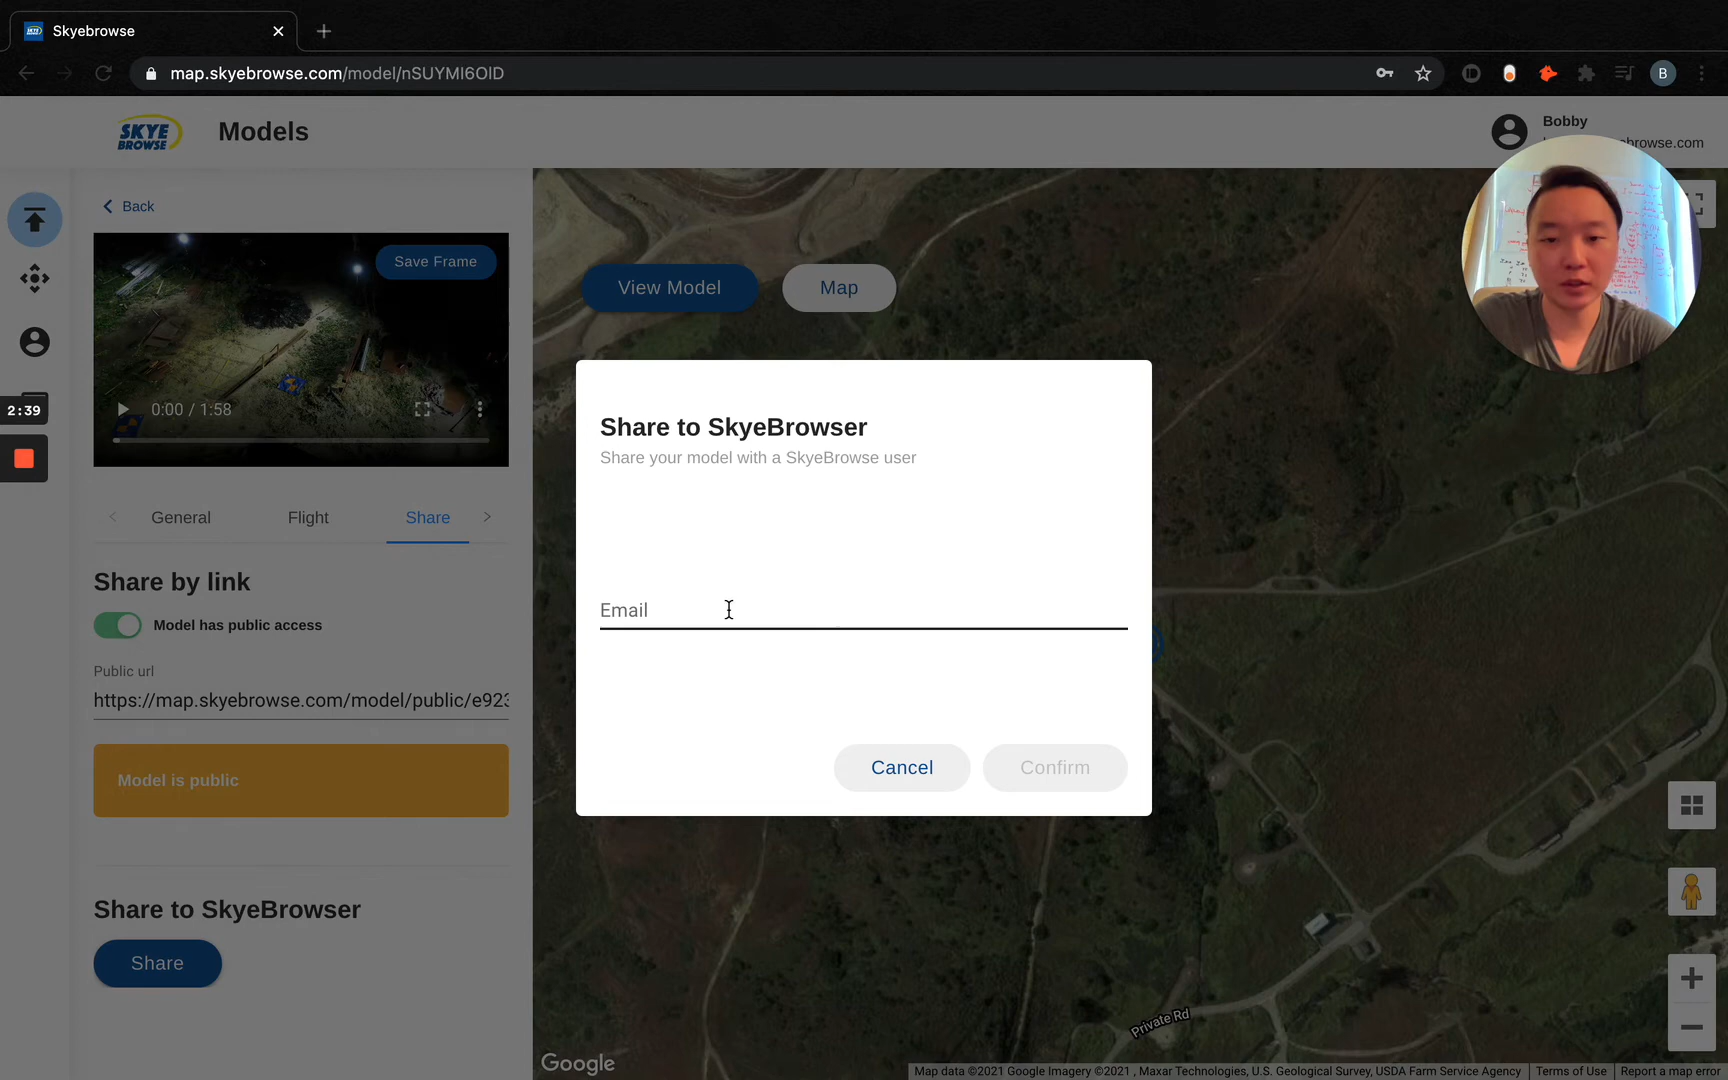 Skyebrowse
map.skyebrowse.com/model/nSUYMI6OlD
B
SKYE
BROWSE
Models
Bobby
browse.com
Back
Save Frame
0:00 / 1:58
2:39
General
Flight
Share
Share by link
Model has public access
Public url
https://map.skyebrowse.com/model/public/e923
Model is public
Share to SkyeBrowser
Share
View Model
Map
Share to SkyeBrowser
Share your model with a SkyeBrowse user
Email
Cancel
Confirm
Private Rd
Google
Map data ©2021 Google Imagery ©2021 , Maxar Technologies, U.S. Geological Survey, USDA Farm Service Agency
Terms of Use
Report a map error